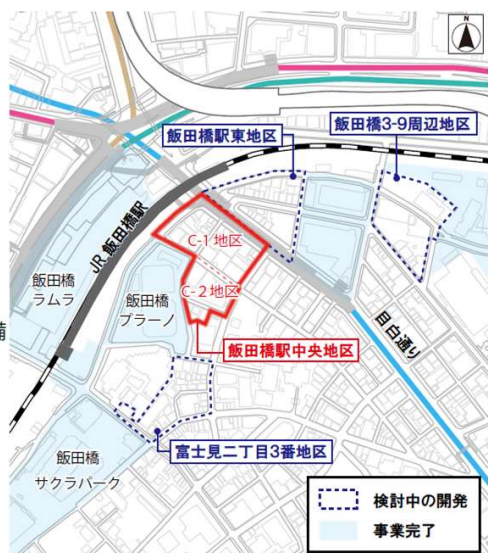 N
飯田橋駅東地区
飯田橋3-9周辺地区
JR 飯田橋駅
C-1地区
飯田橋
ラムラ
C-2地区
飯田橋
プラーノ
備
目白通り
飯田橋駅中央地区
富士見二丁目3番地区
飯田橋
サクラパーク
検討中の開発
事業完了